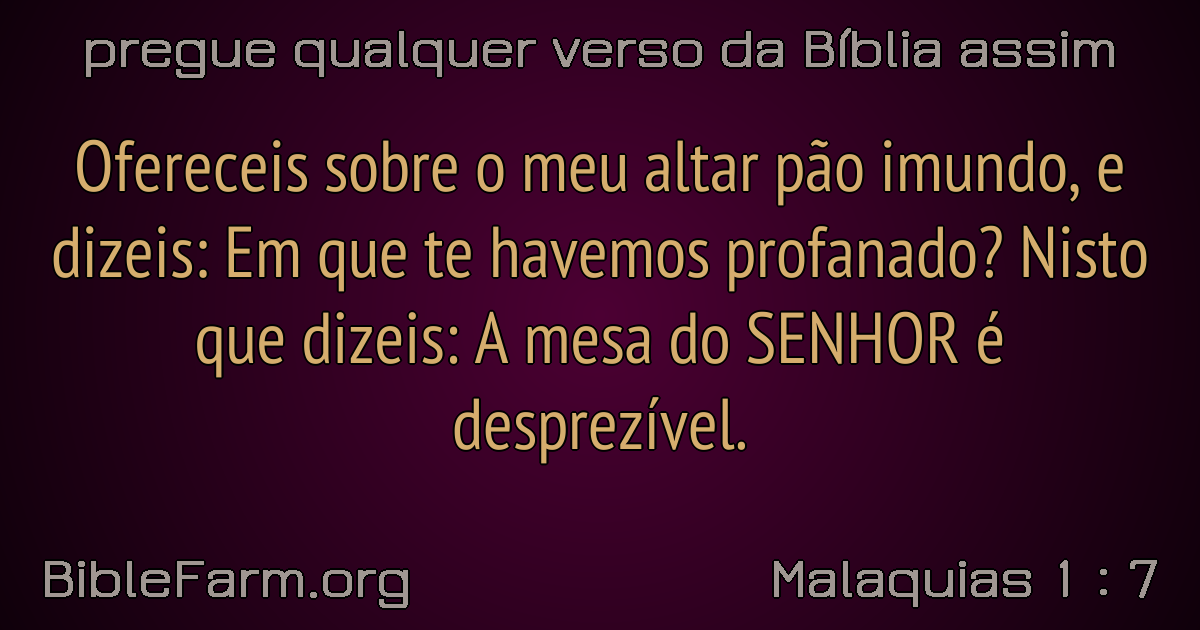 pregue qualquer verso da Bíblia assim
Ofereceis sobre o meu altar pão imundo, e
dizeis: Em que te havemos profanado? Nisto
que dizeis: A mesa do SENHOR é
desprezível.
BibleFarm.org
Malaquias 1 : 7